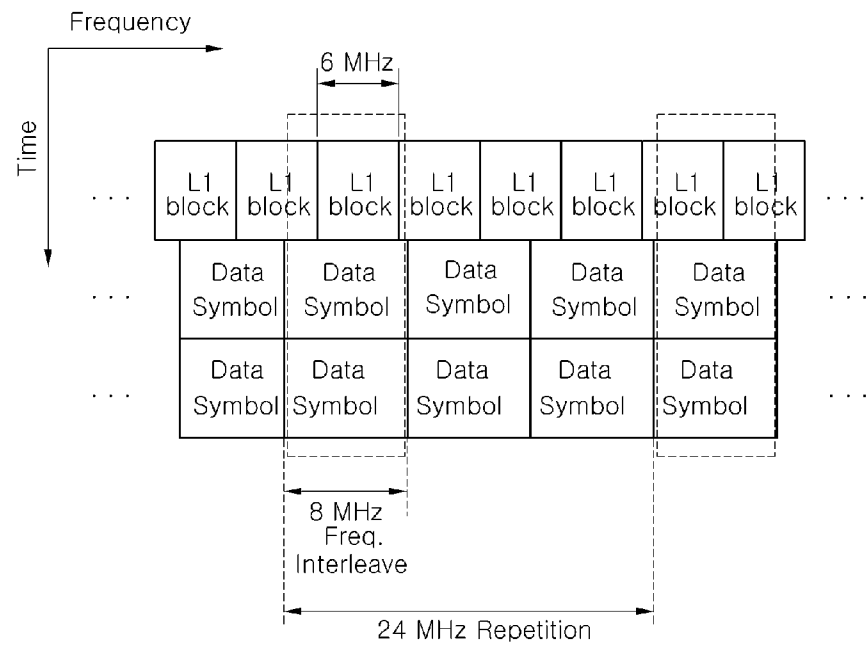 Frequency
6 MHz
Time
L1 L1 L1 L1 L1 L1 L1 L1
. . . block block block block block block block block . . .
Data Data Data Data Data
. . . Symbol Symbol Symbol Symbol Symbol . . .
Data Data Data Data Data
. . . Symbol Symbol Symbol Symbol Symbol . . .
8 MHz
Freq.
Interleave
24 MHz Repetition